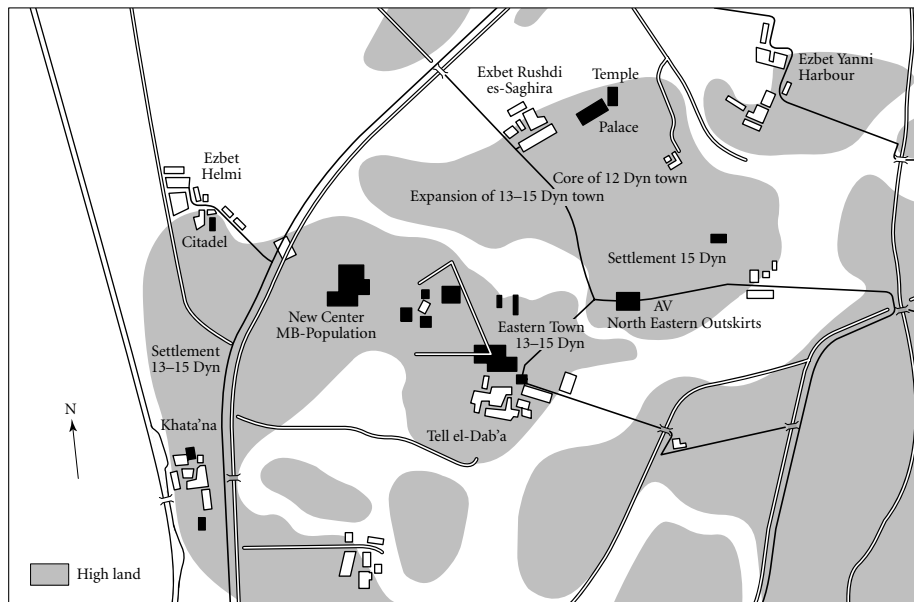 Ezbet Yanni
Harbour
Temple
Exbet Rushdi
es-Saghira
Palace
Ezbet
Helmi
Core of 12 Dyn town
Expansion of 13–15 Dyn town
Citadel
Settlement 15 Dyn
New Center
MB-Population
AV
North Eastern Outskirts
Eastern Town
13–15 Dyn
Settlement
13–15 Dyn
N
Khata'na
Tell el-Dab'a
High land